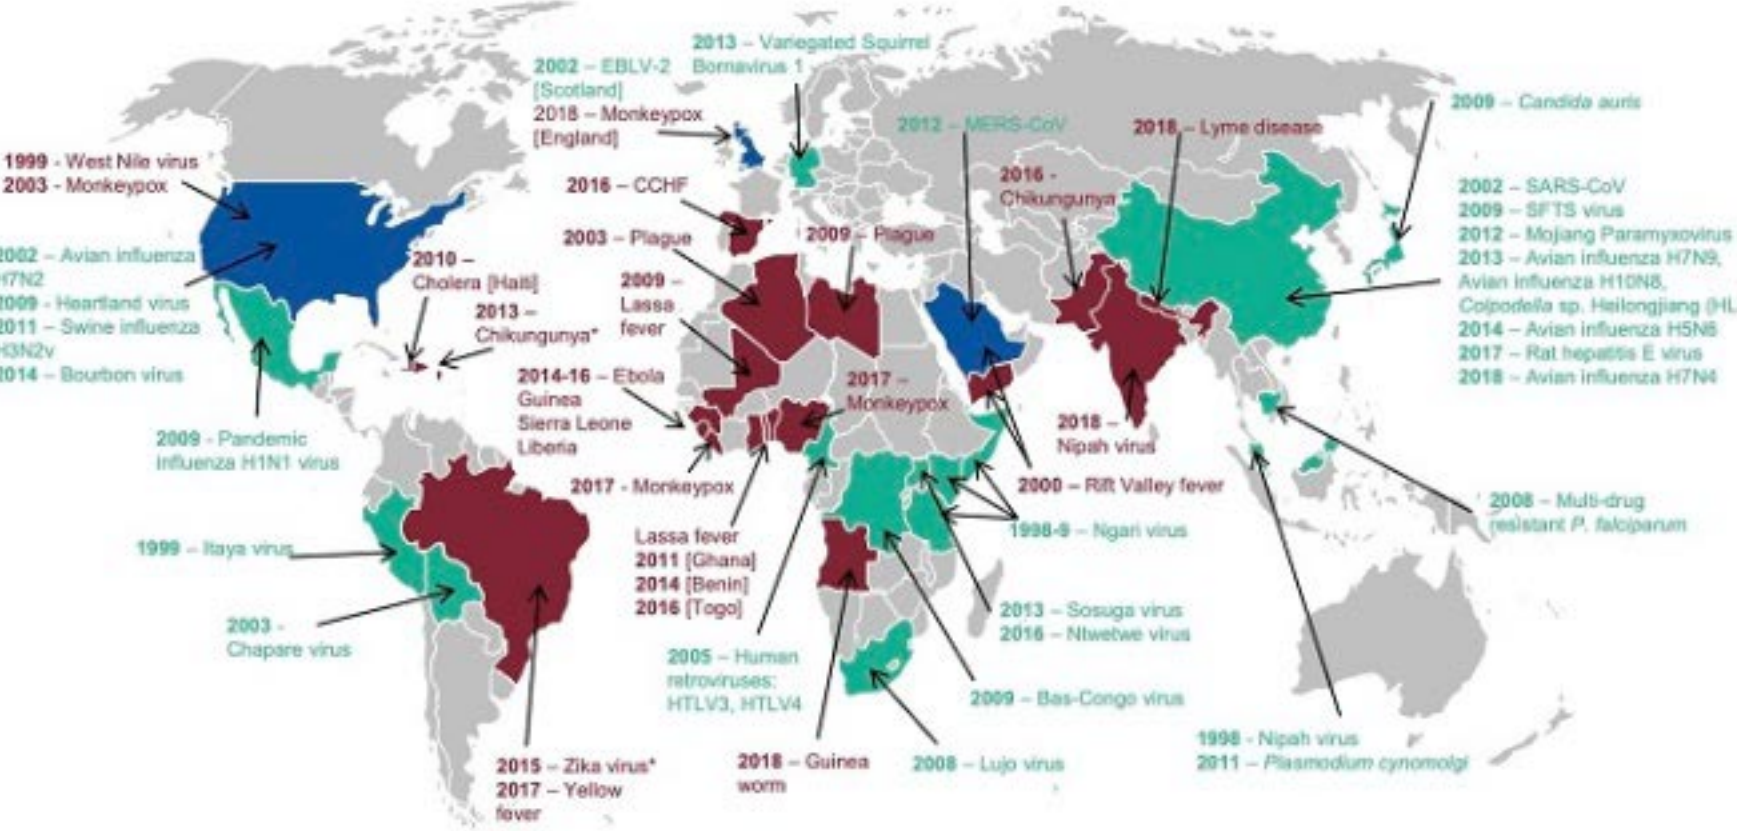 2013 – Variegated Squirrel
Bornavirus 1
2002 – EBLV-2
[Scotland]
2018 – Monkeypox
[England]
2009 – Candida auris
2012 – MERS-CoV
2018 – Lyme disease
1999 - West Nile virus
2003 - Monkeypox
2016 – CCHF
2016 -
Chikungunya
2002 – SARS-CoV
2009 – SFTS virus
2012 – Mojiang Paramyxovirus
2013 – Avian influenza H7N9,
Avian influenza H10N8,
Colpodella sp. Heilongjiang (HL
2014 – Avian influenza H5N6
2017 – Rat hepatitis E virus
2018 – Avian influenza H7N4
2003 – Plague
2009 – Plague
2002 – Avian influenza
H7N2
2009 – Heartland virus
2011 – Swine influenza
H3N2v
2014 – Bourbon virus
2010 –
Cholera [Haiti]
2013 –
Chikungunya*
2009 –
Lassa
fever
2014-16 – Ebola
Guinea
Sierra Leone
Liberia
2017 –
Monkeypox
2018 –
Nipah virus
2009 - Pandemic
influenza H1N1 virus
2017 - Monkeypox
2000 – Rift Valley fever
2008 – Multi-drug
resistant P. falciparum
1998-9 – Ngari virus
1999 – Itaya virus
Lassa fever
2011 [Ghana]
2014 [Benin]
2016 [Togo]
2013 – Sosuga virus
2016 – Ntwetwe virus
2003 -
Chapare virus
2005 – Human
retroviruses:
HTLV3, HTLV4
2009 – Bas-Congo virus
2015 – Zika virus*
2017 – Yellow
fever
2018 – Guinea
worm
2008 – Lujo virus
1998 - Nipah virus
2011 – Plasmodium cynomolgi